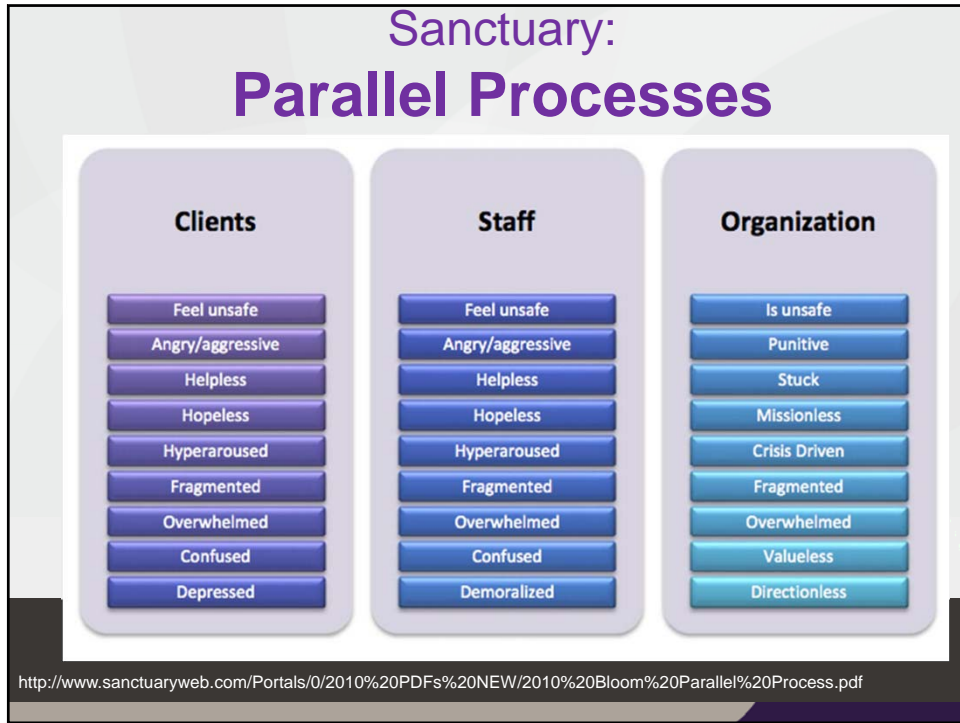 Sanctuary:
Parallel Processes
Clients
Feel unsafe
Angry/aggressive
Helpless
Hopeless
Hyperaroused
Fragmented
Overwhelmed
Confused
Depressed
Staff
Feel unsafe
Angry/aggressive
Helpless
Hopeless
Hyperaroused
Fragmented
Overwhelmed
Confused
Demoralized
Organization
Is unsafe
Punitive
Stuck
Missionless
Crisis Driven
Fragmented
Overwhelmed
Valueless
Directionless
http://www.sanctuaryweb.com/Portals/0/2010%20PDFs%20NEW/2010%20Bloom%20Parallel%20Process.pdf